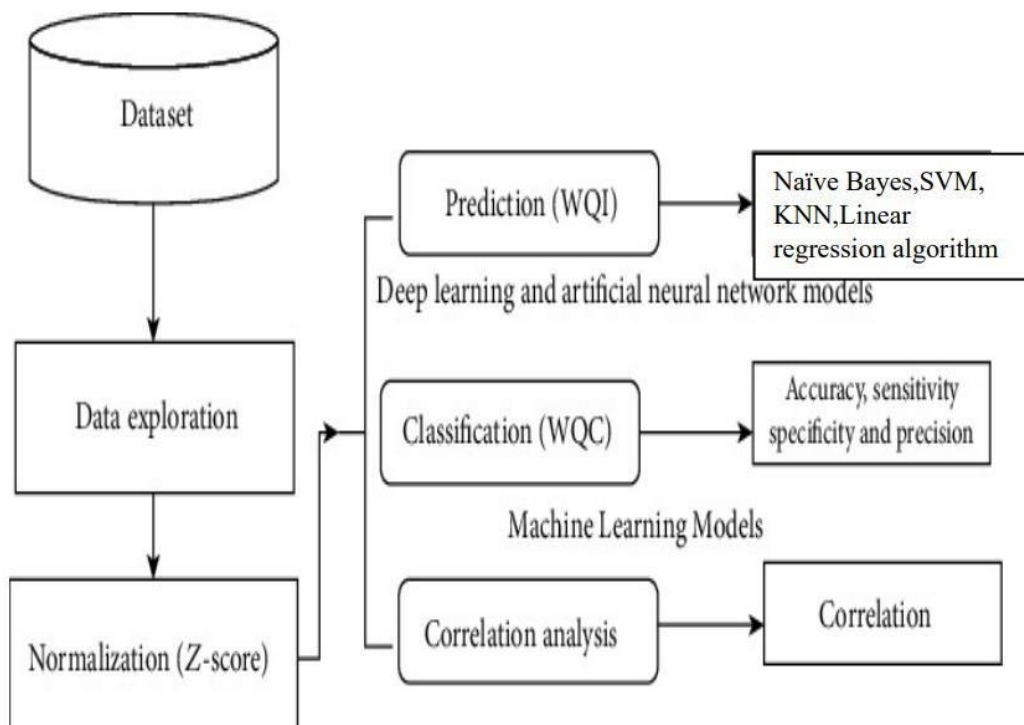 Dataset
Data exploration
Normalization (Z-score)
Prediction (WQI)
Naïve Bayes,SVM,
KNN,Linear
regression algorithm
Deep learning and artificial neural network models
Classification (WQC)
Accuracy, sensitivity
specificity and precision
Machine Learning Models
Correlation analysis
Correlation